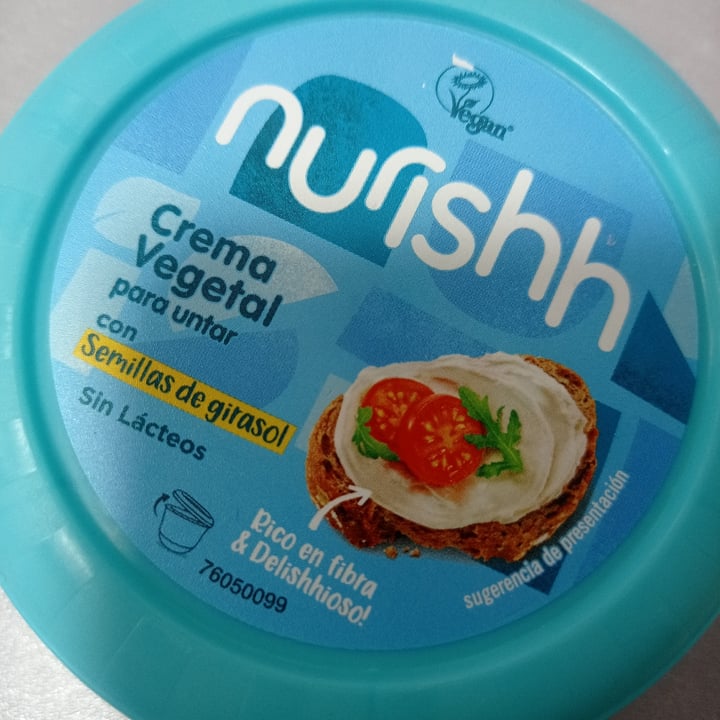 Vegan
nurishh
Crema
Vegetal
para untar
con
Semillas de girasol
Sin Lácteos
Rico en fibra
& Delishhioso!
76050099
sugerencia de presentación